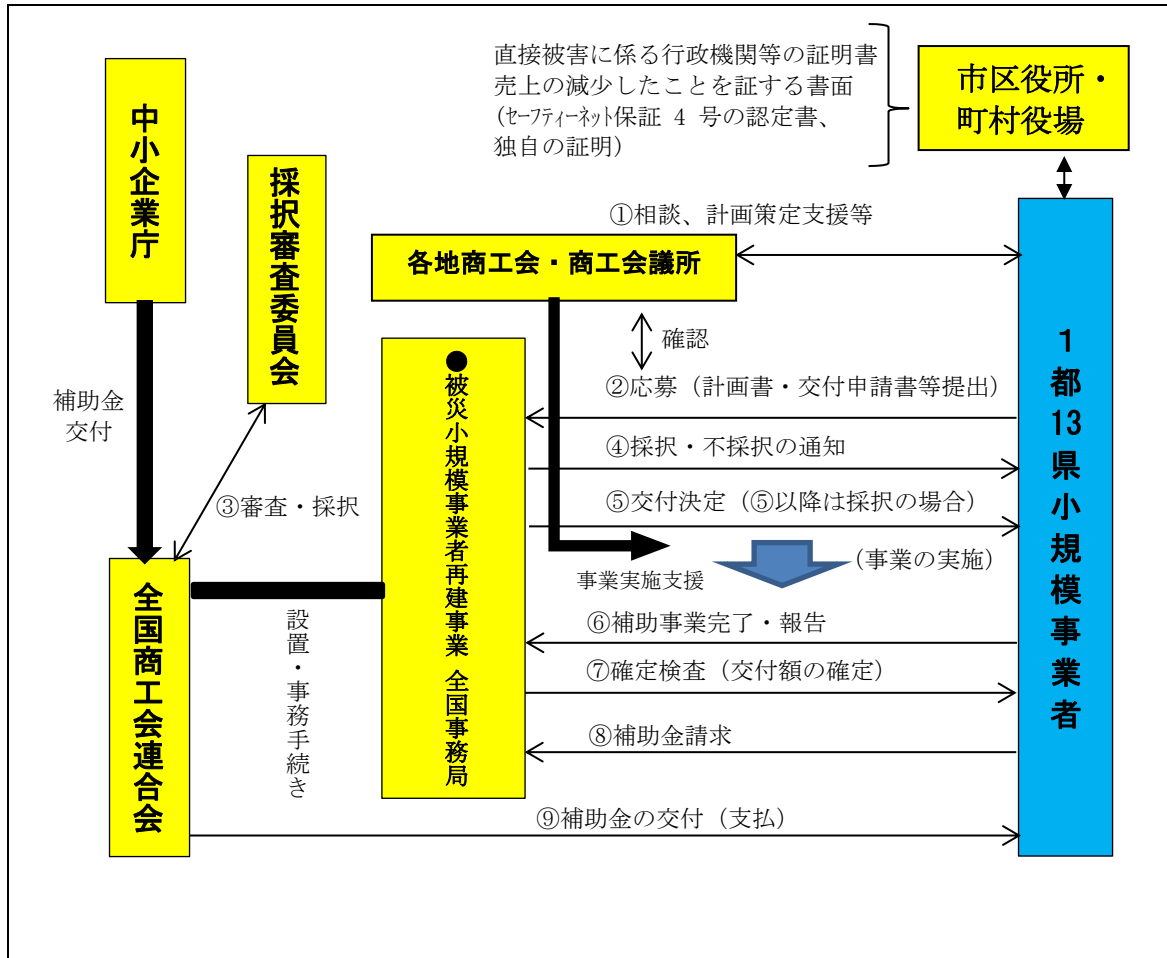 直接被害に係る行政機関等の証明書
売上の減少したことを証する書面
(ｾｰﾌﾃｨｰﾈｯﾄ保証 4 号の認定書、
独自の証明)
市区役所・
町村役場
中小企業庁
採択審査委員会
①相談、計画策定支援等
各地商工会・商工会議所
確認
補助金
交付
③審査・採択
●被災小規模事業者再建事業 全国事務局
②応募（計画書・交付申請書等提出）
④採択・不採択の通知
⑤交付決定（⑤以降は採択の場合）
(事業の実施)
事業実施支援
1都13県小規模事業者
全国商工会連合会
設置・事務手続き
⑥補助事業完了・報告
⑦確定検査（交付額の確定）
⑧補助金請求
⑨補助金の交付（支払）